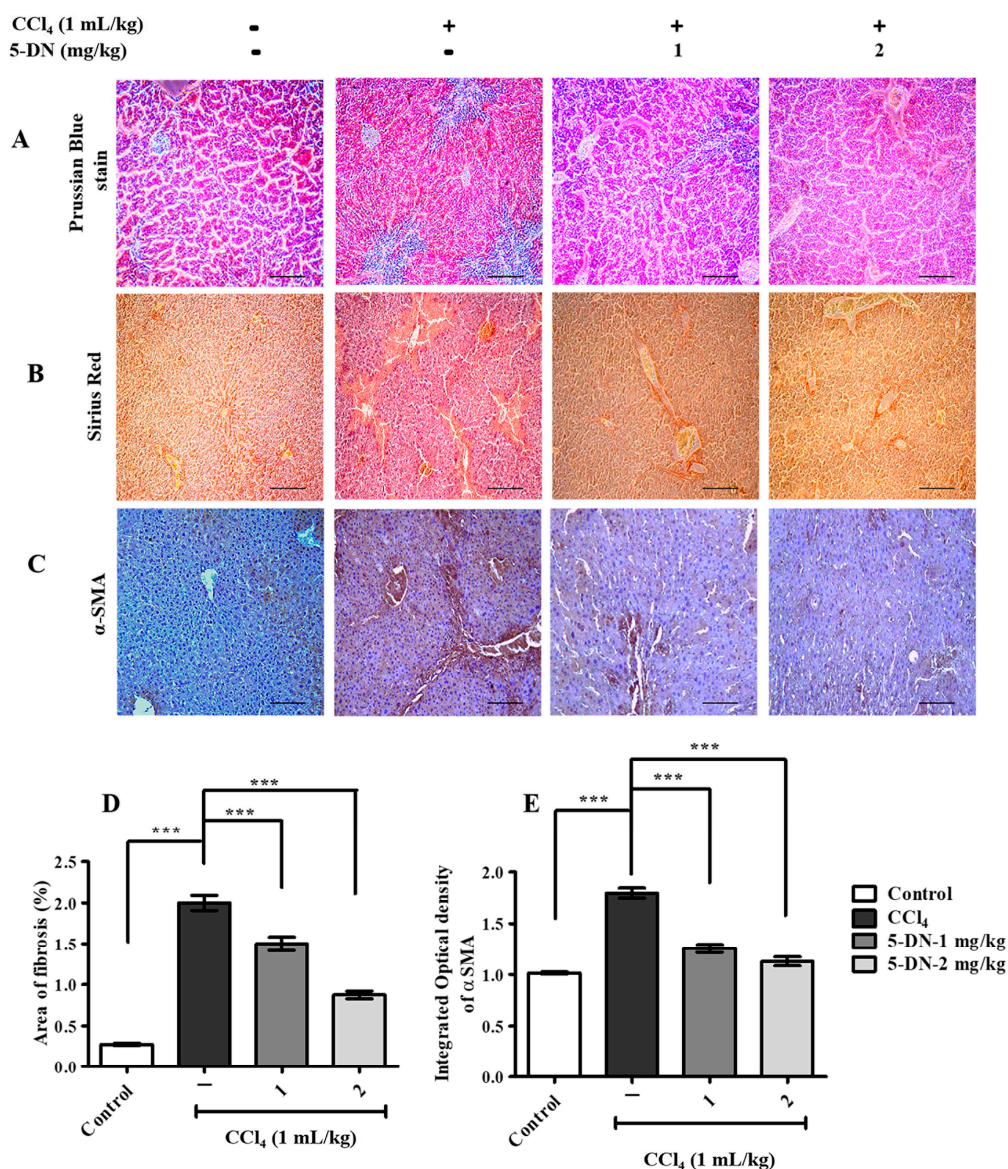 CCl₄ (1 mL/kg) - + + +
5-DN (mg/kg) - - 1 2
A
Prussian Blue
stain
B
Sirius Red
C
α-SMA
D
***
***
***
Area of fibrosis (%)
2.5
2.0
1.5
1.0
0.5
0.0
Control
–
1
2
CCl₄ (1 mL/kg)
E
***
***
***
Integrated Optical density
of αSMA
2.0
1.5
1.0
0.5
0.0
Control
–
1
2
CCl₄ (1 mL/kg)
Control
CCl₄
5-DN-1 mg/kg
5-DN-2 mg/kg